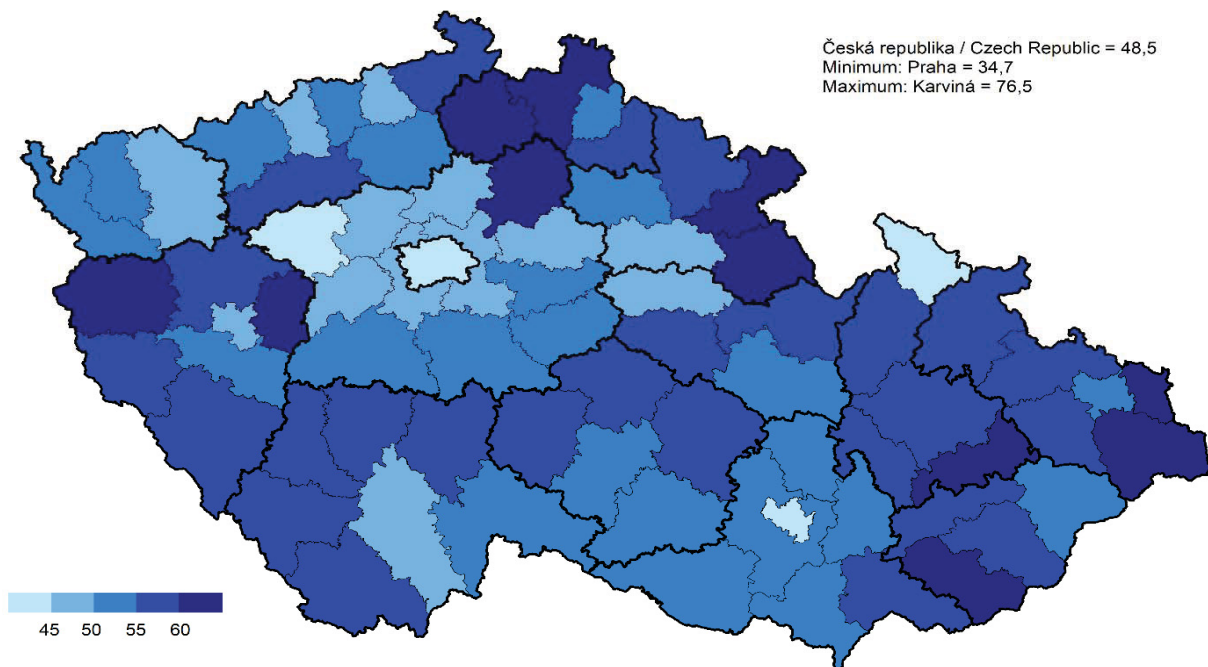 Česká republika / Czech Republic = 48,5
Minimum: Praha = 34,7
Maximum: Karviná = 76,5
45 50 55 60